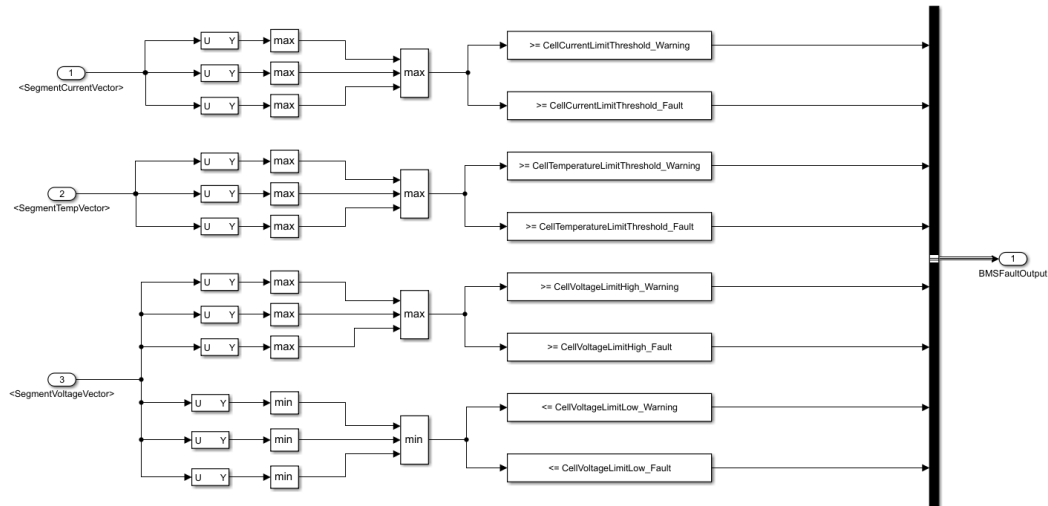 U Y max
>= CellCurrentLimitThreshold_Warning
1 U Y max max
<SegmentCurrentVector>
U Y max
>= CellCurrentLimitThreshold_Fault
U Y max
>= CellTemperatureLimitThreshold_Warning
2 U Y max max
<SegmentTempVector>
U Y max
>= CellTemperatureLimitThreshold_Fault
1
BMSFaultOutput
U Y max
>= CellVoltageLimitHigh_Warning
U Y max max
U Y max
>= CellVoltageLimitHigh_Fault
3
<SegmentVoltageVector>
U Y min
<= CellVoltageLimitLow_Warning
U Y min min
U Y min
<= CellVoltageLimitLow_Fault